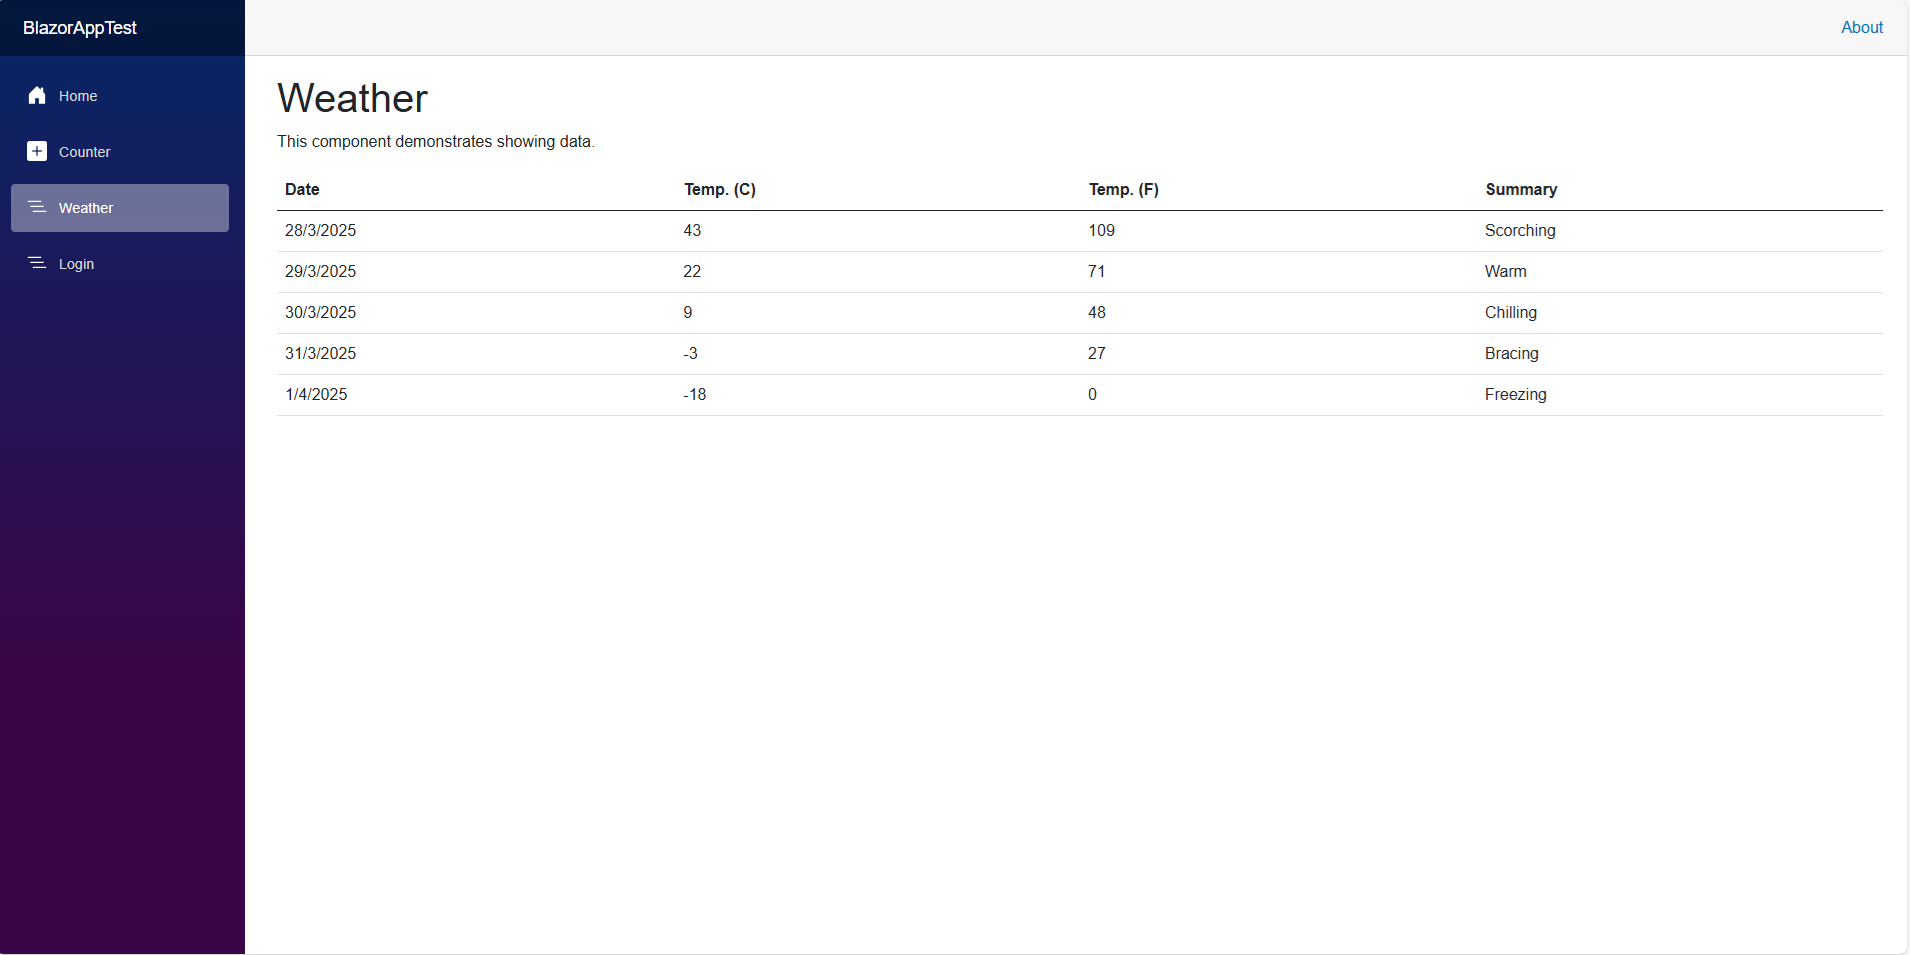 BlazorAppTest
About
Home
Counter
Weather
Login
Weather
This component demonstrates showing data.
Date Temp. (C) Temp. (F) Summary
28/3/2025 43 109 Scorching
29/3/2025 22 71 Warm
30/3/2025 9 48 Chilling
31/3/2025 -3 27 Bracing
1/4/2025 -18 0 Freezing